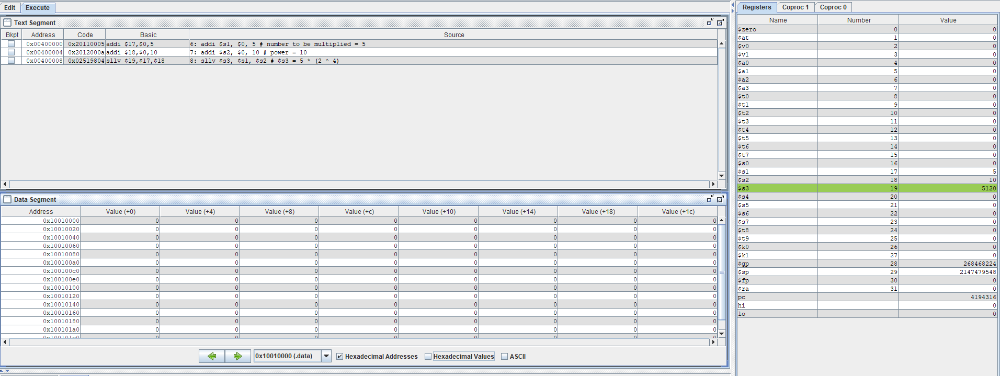 Edit Execute
Text Segment
Bkpt Address Code Basic Source
0x00400000 0x20110005 addi $17,$0,5 6: addi $s1, $0, 5 # number to be multiplied = 5
0x00400004 0x2012000a addi $18,$0,10 7: addi $s2, $0, 10 # power = 10
0x00400008 0x02519804 sllv $19,$17,$18 8: sllv $s3, $s1, $s2 # $s3 = 5 * (2 ^ 4)
Data Segment
Address Value (+0) Value (+4) Value (+8) Value (+c) Value (+10) Value (+14) Value (+18) Value (+1c)
0x10010000 0 0 0 0 0 0 0 0
0x10010020 0 0 0 0 0 0 0 0
0x10010040 0 0 0 0 0 0 0 0
0x10010060 0 0 0 0 0 0 0 0
0x10010080 0 0 0 0 0 0 0 0
0x100100a0 0 0 0 0 0 0 0 0
0x100100c0 0 0 0 0 0 0 0 0
0x100100e0 0 0 0 0 0 0 0 0
0x10010100 0 0 0 0 0 0 0 0
0x10010120 0 0 0 0 0 0 0 0
0x10010140 0 0 0 0 0 0 0 0
0x10010160 0 0 0 0 0 0 0 0
0x10010180 0 0 0 0 0 0 0 0
0x100101a0 0 0 0 0 0 0 0 0
0x100101c0 0 0 0 0 0 0 0 0
0x10010000 (.data) Hexadecimal Addresses Hexadecimal Values ASCII
Registers Coproc 1 Coproc 0
Name Number Value
$zero 0 0
$at 1 0
$v0 2 0
$v1 3 0
$a0 4 0
$a1 5 0
$a2 6 0
$a3 7 0
$t0 8 0
$t1 9 0
$t2 10 0
$t3 11 0
$t4 12 0
$t5 13 0
$t6 14 0
$t7 15 0
$s0 16 0
$s1 17 5
$s2 18 10
$s3 19 5120
$s4 20 0
$s5 21 0
$s6 22 0
$s7 23 0
$t8 24 0
$t9 25 0
$k0 26 0
$k1 27 0
$gp 28 268468224
$sp 29 2147479548
$fp 30 0
$ra 31 0
pc 4194316
hi 0
lo 0